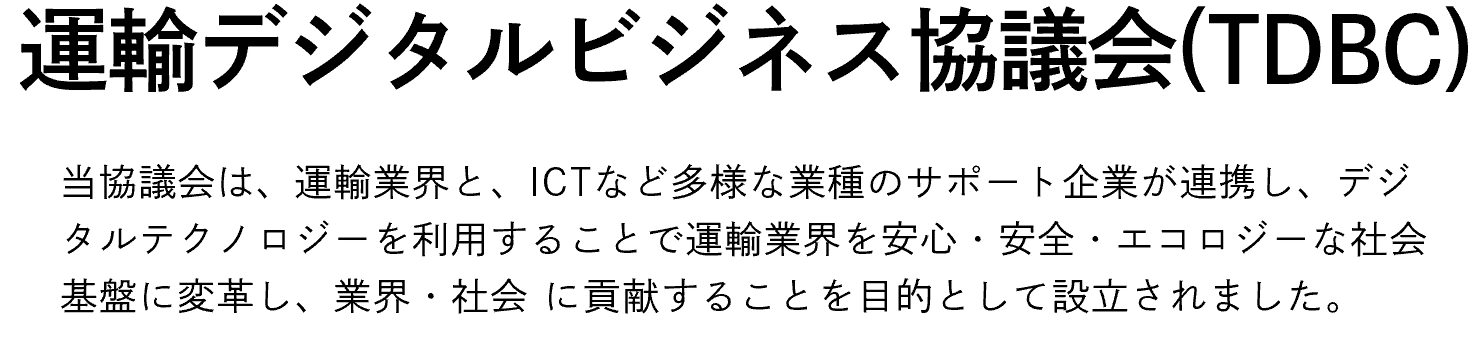 運輸デジタルビジネス協議会(TDBC)
当協議会は、運輸業界と、ICTなど多様な業種のサポート企業が連携し、デジ
タルテクノロジーを利用することで運輸業界を安心・安全・エコロジーな社会
基盤に変革し、業界・社会 に貢献することを目的として設立されました。